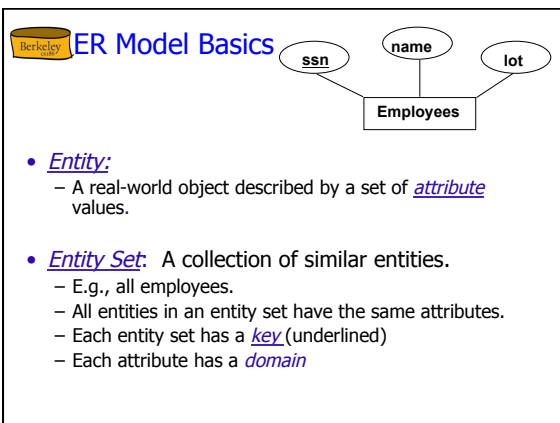 Berkeley
cs186
ER Model Basics
ssn
name
lot
Employees
• Entity:
– A real-world object described by a set of attribute
values.
• Entity Set: A collection of similar entities.
– E.g., all employees.
– All entities in an entity set have the same attributes.
– Each entity set has a key (underlined)
– Each attribute has a domain